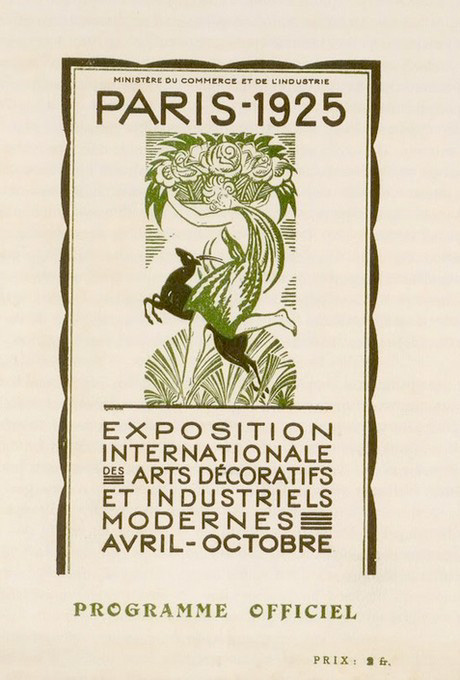 MINISTÈRE DU COMMERCE ET DE L'INDUSTRIE
PARIS-1925
EXPOSITION
INTERNATIONALE
DES ARTS DÉCORATIFS
ET INDUSTRIELS
MODERNES
AVRIL-OCTOBRE
PROGRAMME OFFICIEL
PRIX: 2 fr.